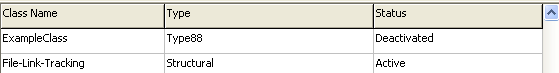 Class Name Type Status
ExampleClass Type88 Deactivated
File-Link-Tracking Structural Active